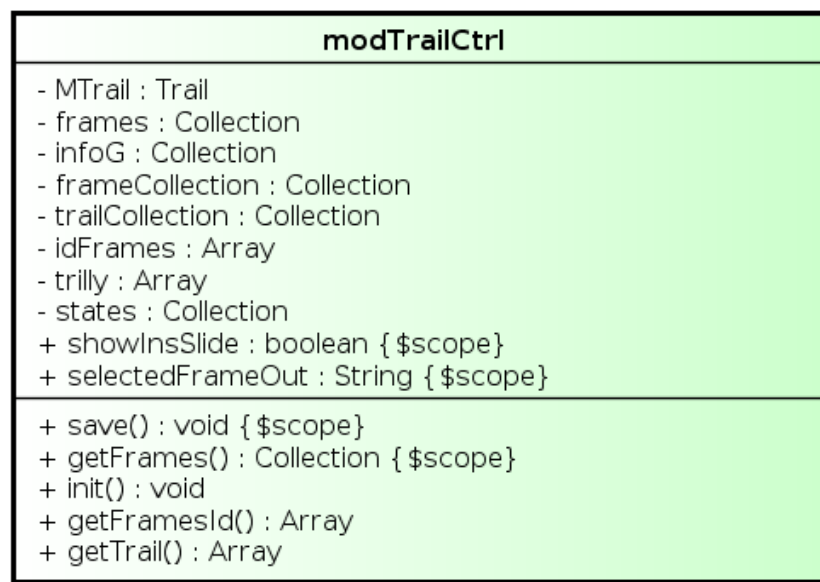 modTrailCtrl
- MTrail : Trail
- frames : Collection
- infoG : Collection
- frameCollection : Collection
- trailCollection : Collection
- idFrames : Array
- trilly : Array
- states : Collection
+ showInsSlide : boolean {$scope}
+ selectedFrameOut : String {$scope}
+ save() : void {$scope}
+ getFrames() : Collection {$scope}
+ init() : void
+ getFramesId() : Array
+ getTrail() : Array